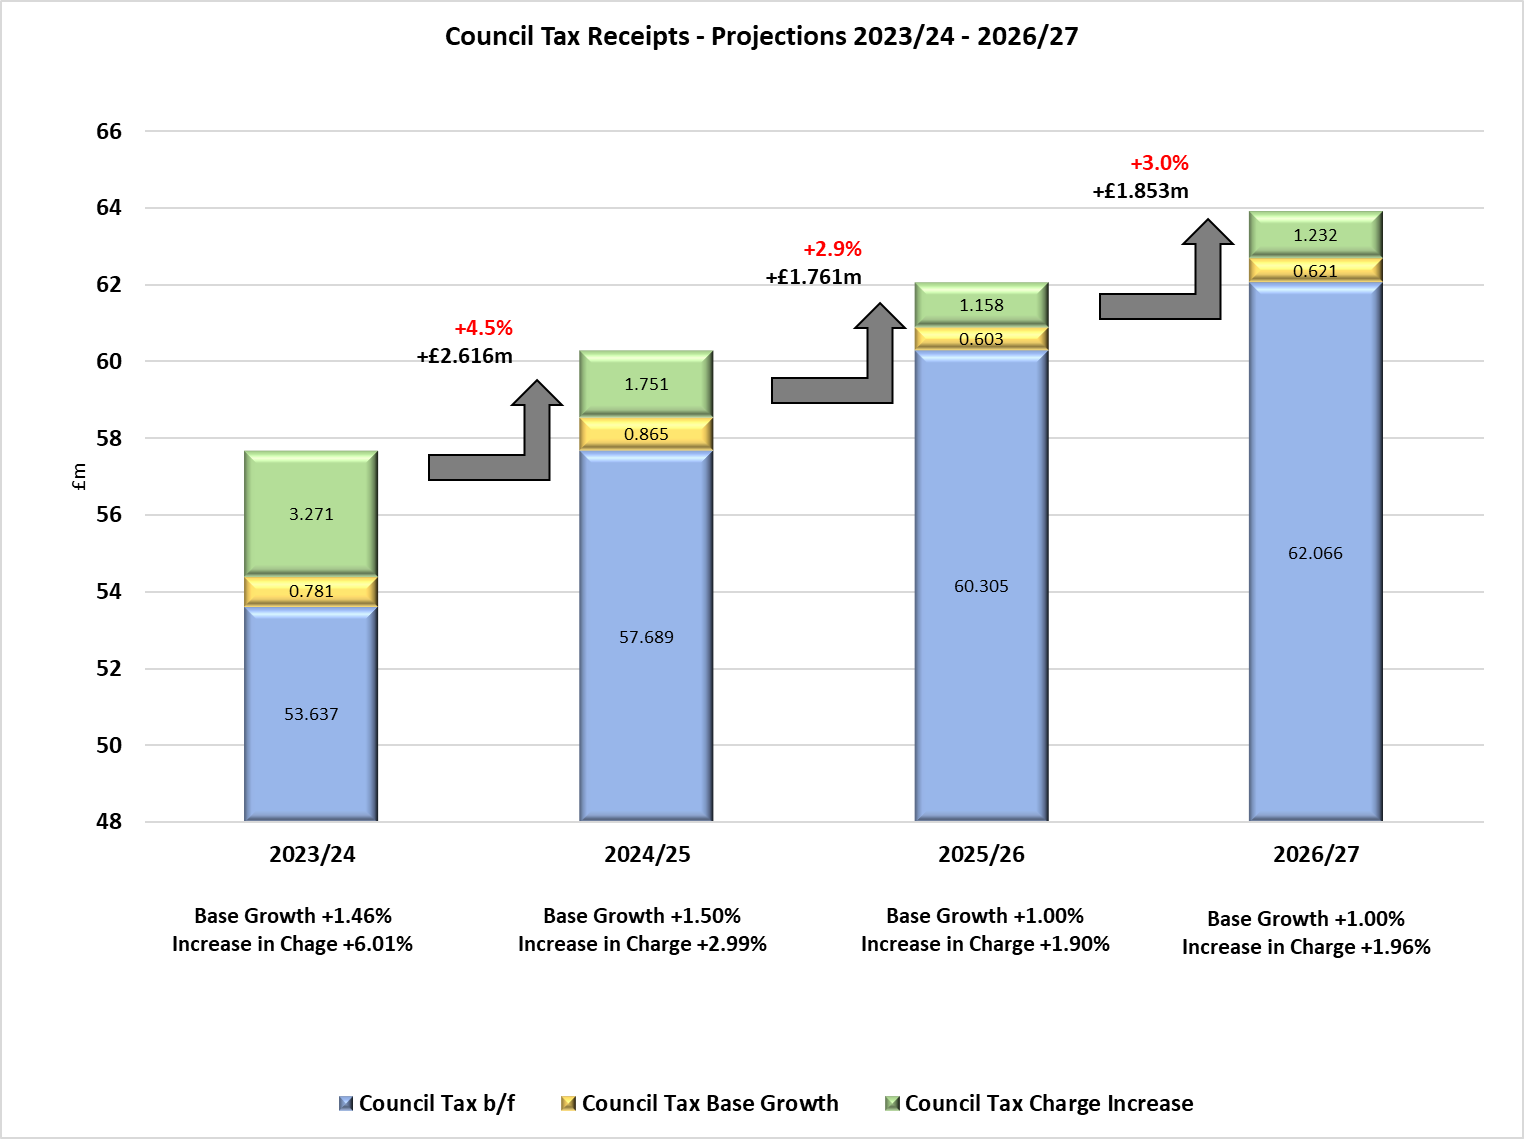 Council Tax Receipts - Projections 2023/24 - 2026/27
66
64
62
60
58
56
54
52
50
48
£m
+4.5%
+£2.616m
+2.9%
+£1.761m
+3.0%
+£1.853m
3.271
0.781
53.637
1.751
0.865
57.689
1.158
0.603
60.305
1.232
0.621
62.066
2023/24
2024/25
2025/26
2026/27
Base Growth +1.46%
Increase in Chage +6.01%
Base Growth +1.50%
Increase in Charge +2.99%
Base Growth +1.00%
Increase in Charge +1.90%
Base Growth +1.00%
Increase in Charge +1.96%
Council Tax b/f
Council Tax Base Growth
Council Tax Charge Increase